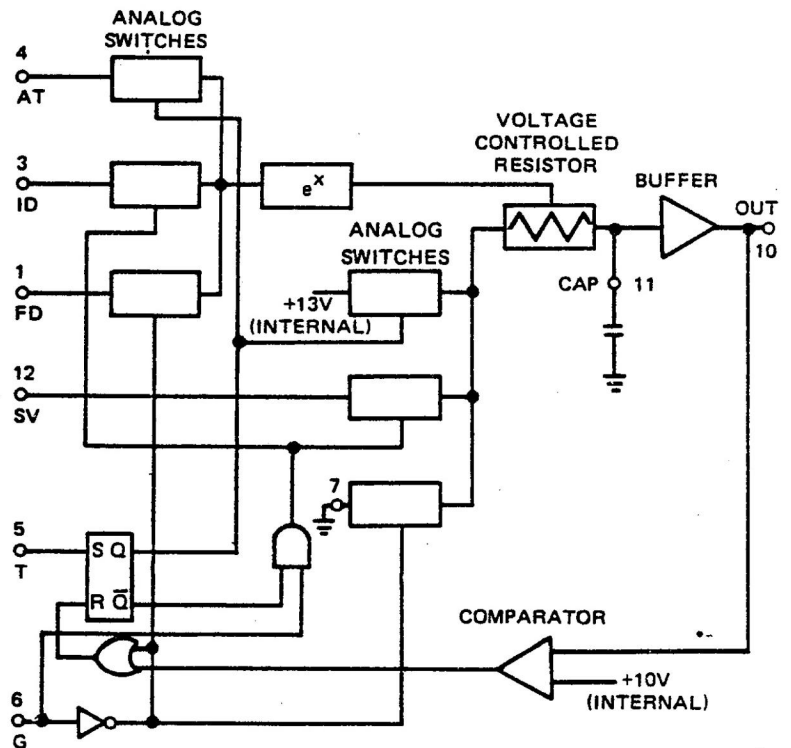 ANALOG
SWITCHES
4
AT
3
ID
1
FD
12
SV
5
T
6
G
e^x
VOLTAGE
CONTROLLED
RESISTOR
BUFFER
OUT
10
ANALOG
SWITCHES
+13V
(INTERNAL)
CAP 11
7
S Q
R Q̅
COMPARATOR
+10V
(INTERNAL)